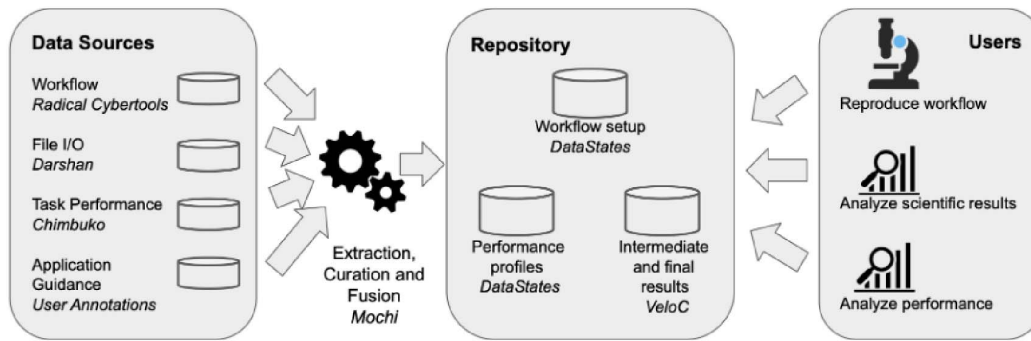 Data Sources
Workflow
Radical Cybertools
File I/O
Darshan
Task Performance
Chimbuko
Application
Guidance
User Annotations
Extraction,
Curation and
Fusion
Mochi
Repository
Workflow setup
DataStates
Performance
profiles
DataStates
Intermediate
and final
results
VeloC
Users
Reproduce workflow
Analyze scientific results
Analyze performance